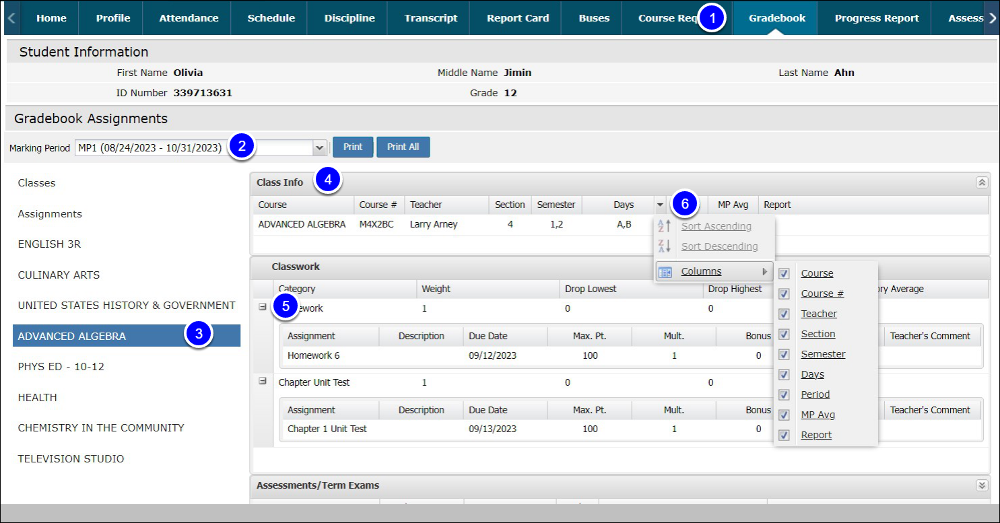 Home Profile Attendance Schedule Discipline Transcript Report Card Buses Course Req 1 Gradebook Progress Report Assess
Student Information
First Name Olivia Middle Name Jimin Last Name Ahn
ID Number 339713631 Grade 12
Gradebook Assignments
Marking Period MP1 (08/24/2023 - 10/31/2023) 2 Print Print All
Classes
Assignments
ENGLISH 3R
CULINARY ARTS
UNITED STATES HISTORY & GOVERNMENT
ADVANCED ALGEBRA 3
PHYS ED - 10-12
HEALTH
CHEMISTRY IN THE COMMUNITY
TELEVISION STUDIO
Class Info 4
Course Course # Teacher Section Semester Days 6 MP Avg Report
ADVANCED ALGEBRA M4X2BC Larry Arney 4 1,2 A,B
Sort Ascending
Sort Descending
Columns
Course
Course #
Teacher
Section
Semester
Days
Period
MP Avg
Report
Classwork
Category Weight Drop Lowest Drop Highest ory Average
5 ework 1 0 0
Assignment Description Due Date Max. Pt. Mult. Bonus Teacher's Comment
Homework 6 09/12/2023 100 1 0
Chapter Unit Test 1 0 0
Assignment Description Due Date Max. Pt. Mult. Bonus Teacher's Comment
Chapter 1 Unit Test 09/13/2023 100 1 0
Assessments/Term Exams